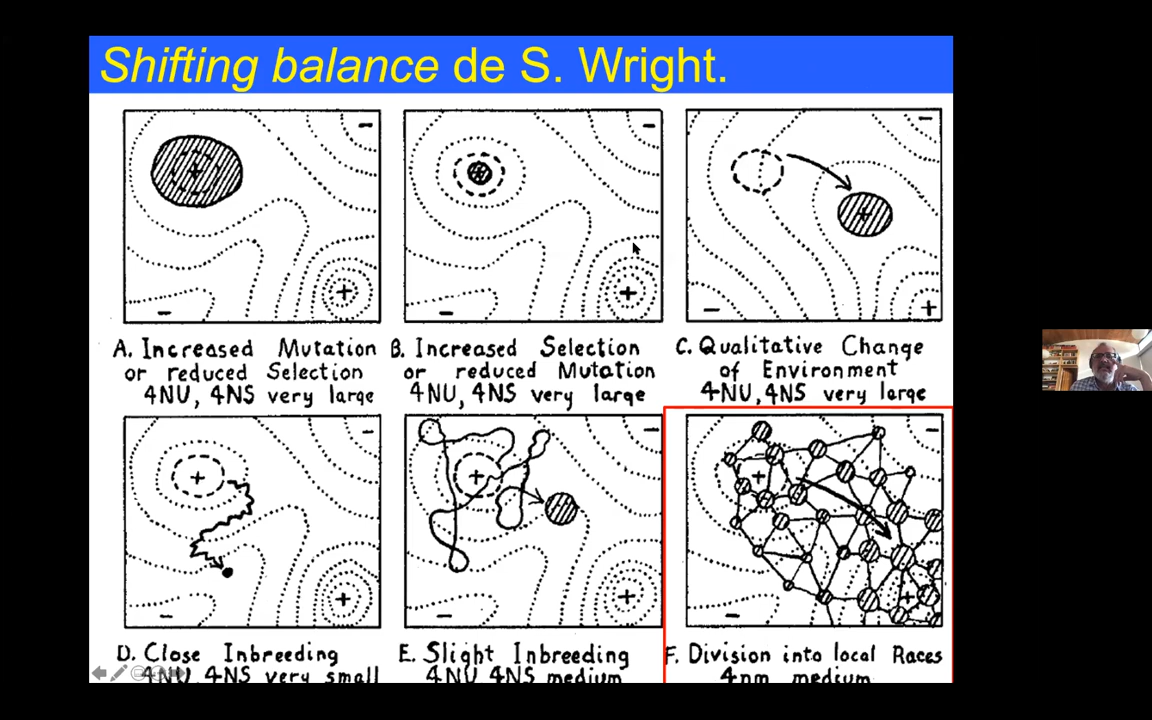 Shifting balance de S. Wright.
A. Increased Mutation
or reduced Selection
4NU, 4NS very large
B. Increased Selection
or reduced Mutation
4NU, 4NS very large
C. Qualitative Change
of Environment
4NU, 4NS very large
D. Close Inbreeding
4NU, 4NS very small
E. Slight Inbreeding
4NU 4NS medium
F. Division into local Races
4nm medium